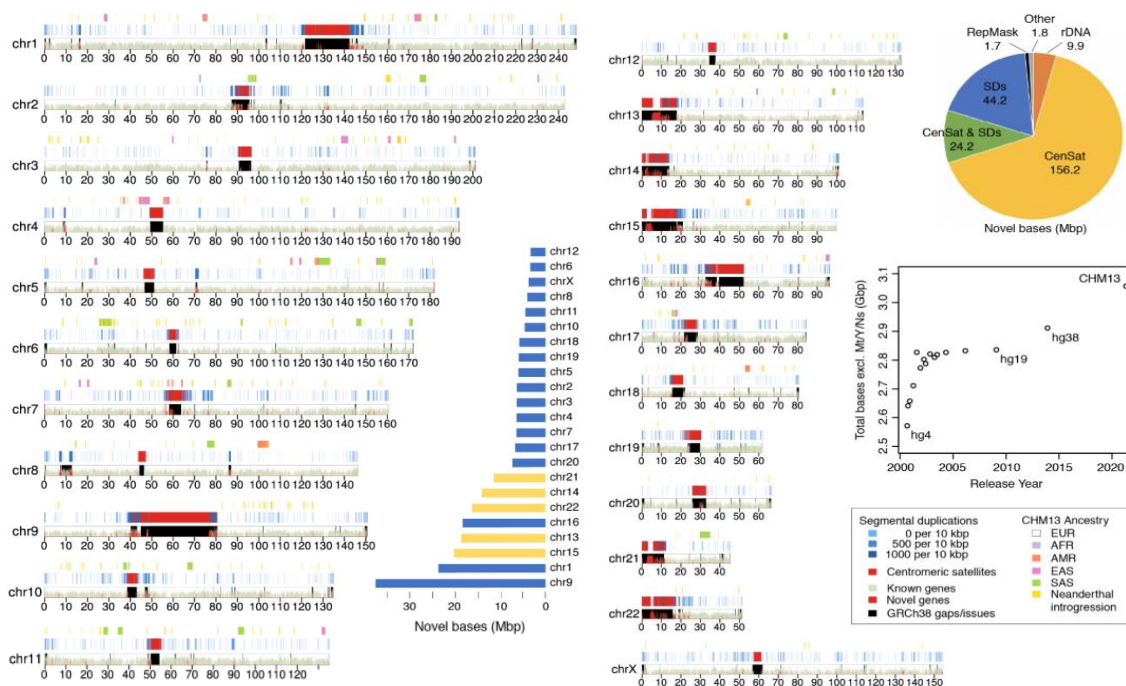 chr1
0 10 20 30 40 50 60 70 80 90 100 110 120 130 140 150 160 170 180 190 200 210 220 230 240
chr2
0 10 20 30 40 50 60 70 80 90 100 110 120 130 140 150 160 170 180 190 200 210 220 230 240
chr3
0 10 20 30 40 50 60 70 80 90 100 110 120 130 140 150 160 170 180 190 200
chr4
0 10 20 30 40 50 60 70 80 90 100 110 120 130 140 150 160 170 180 190
chr5
0 10 20 30 40 50 60 70 80 90 100 110 120 130 140 150 160 170 180
chr6
0 10 20 30 40 50 60 70 80 90 100 110 120 130 140 150 160 170
chr7
0 10 20 30 40 50 60 70 80 90 100 110 120 130 140 150 160
chr8
0 10 20 30 40 50 60 70 80 90 100 110 120 130 140
chr9
0 10 20 30 40 50 60 70 80 90 100 110 120 130 140 150
chr10
0 10 20 30 40 50 60 70 80 90 100 110 120 130
chr11
0 10 20 30 40 50 60 70 80 90 100 110 120
chr12
chr6
chrX
chr8
chr11
chr10
chr18
chr19
chr5
chr2
chr3
chr4
chr7
chr17
chr20
chr21
chr14
chr22
chr16
chr13
chr15
chr1
chr9
30 20 10 0
Novel bases (Mbp)
chr12
0 10 20 30 40 50 60 70 80 90 100 110 120 130
chr13
0 10 20 30 40 50 60 70 80 90 100 110
chr14
0 10 20 30 40 50 60 70 80 90 100
chr15
0 10 20 30 40 50 60 70 80 90 100
chr16
0 10 20 30 40 50 60 70 80 90
chr17
0 10 20 30 40 50 60 70 80
chr18
0 10 20 30 40 50 60 70 80
chr19
0 10 20 30 40 50 60
chr20
0 10 20 30 40 50 60
chr21
0 10 20 30 40
chr22
0 10 20 30 40 50
chrX
0 10 20 30 40 50 60 70 80 90 100 110 120 130 140 150
Other
1.8
RepMask
1.7
rDNA
9.9
SDs
44.2
CenSat & SDs
24.2
CenSat
156.2
Novel bases (Mbp)
Total bases excl. Mt/Y/Ns (Gbp)
3.1
3.0
2.9
2.8
2.7
2.6
2.5
CHM13
hg38
hg19
hg4
2000 2005 2010 2015 2020
Release Year
Segmental duplications
0 per 10 kbp
500 per 10 kbp
1000 per 10 kbp
Centromeric satellites
Known genes
Novel genes
GRCh38 gaps/issues
CHM13 Ancestry
EUR
AFR
AMR
EAS
SAS
Neanderthal
introgression